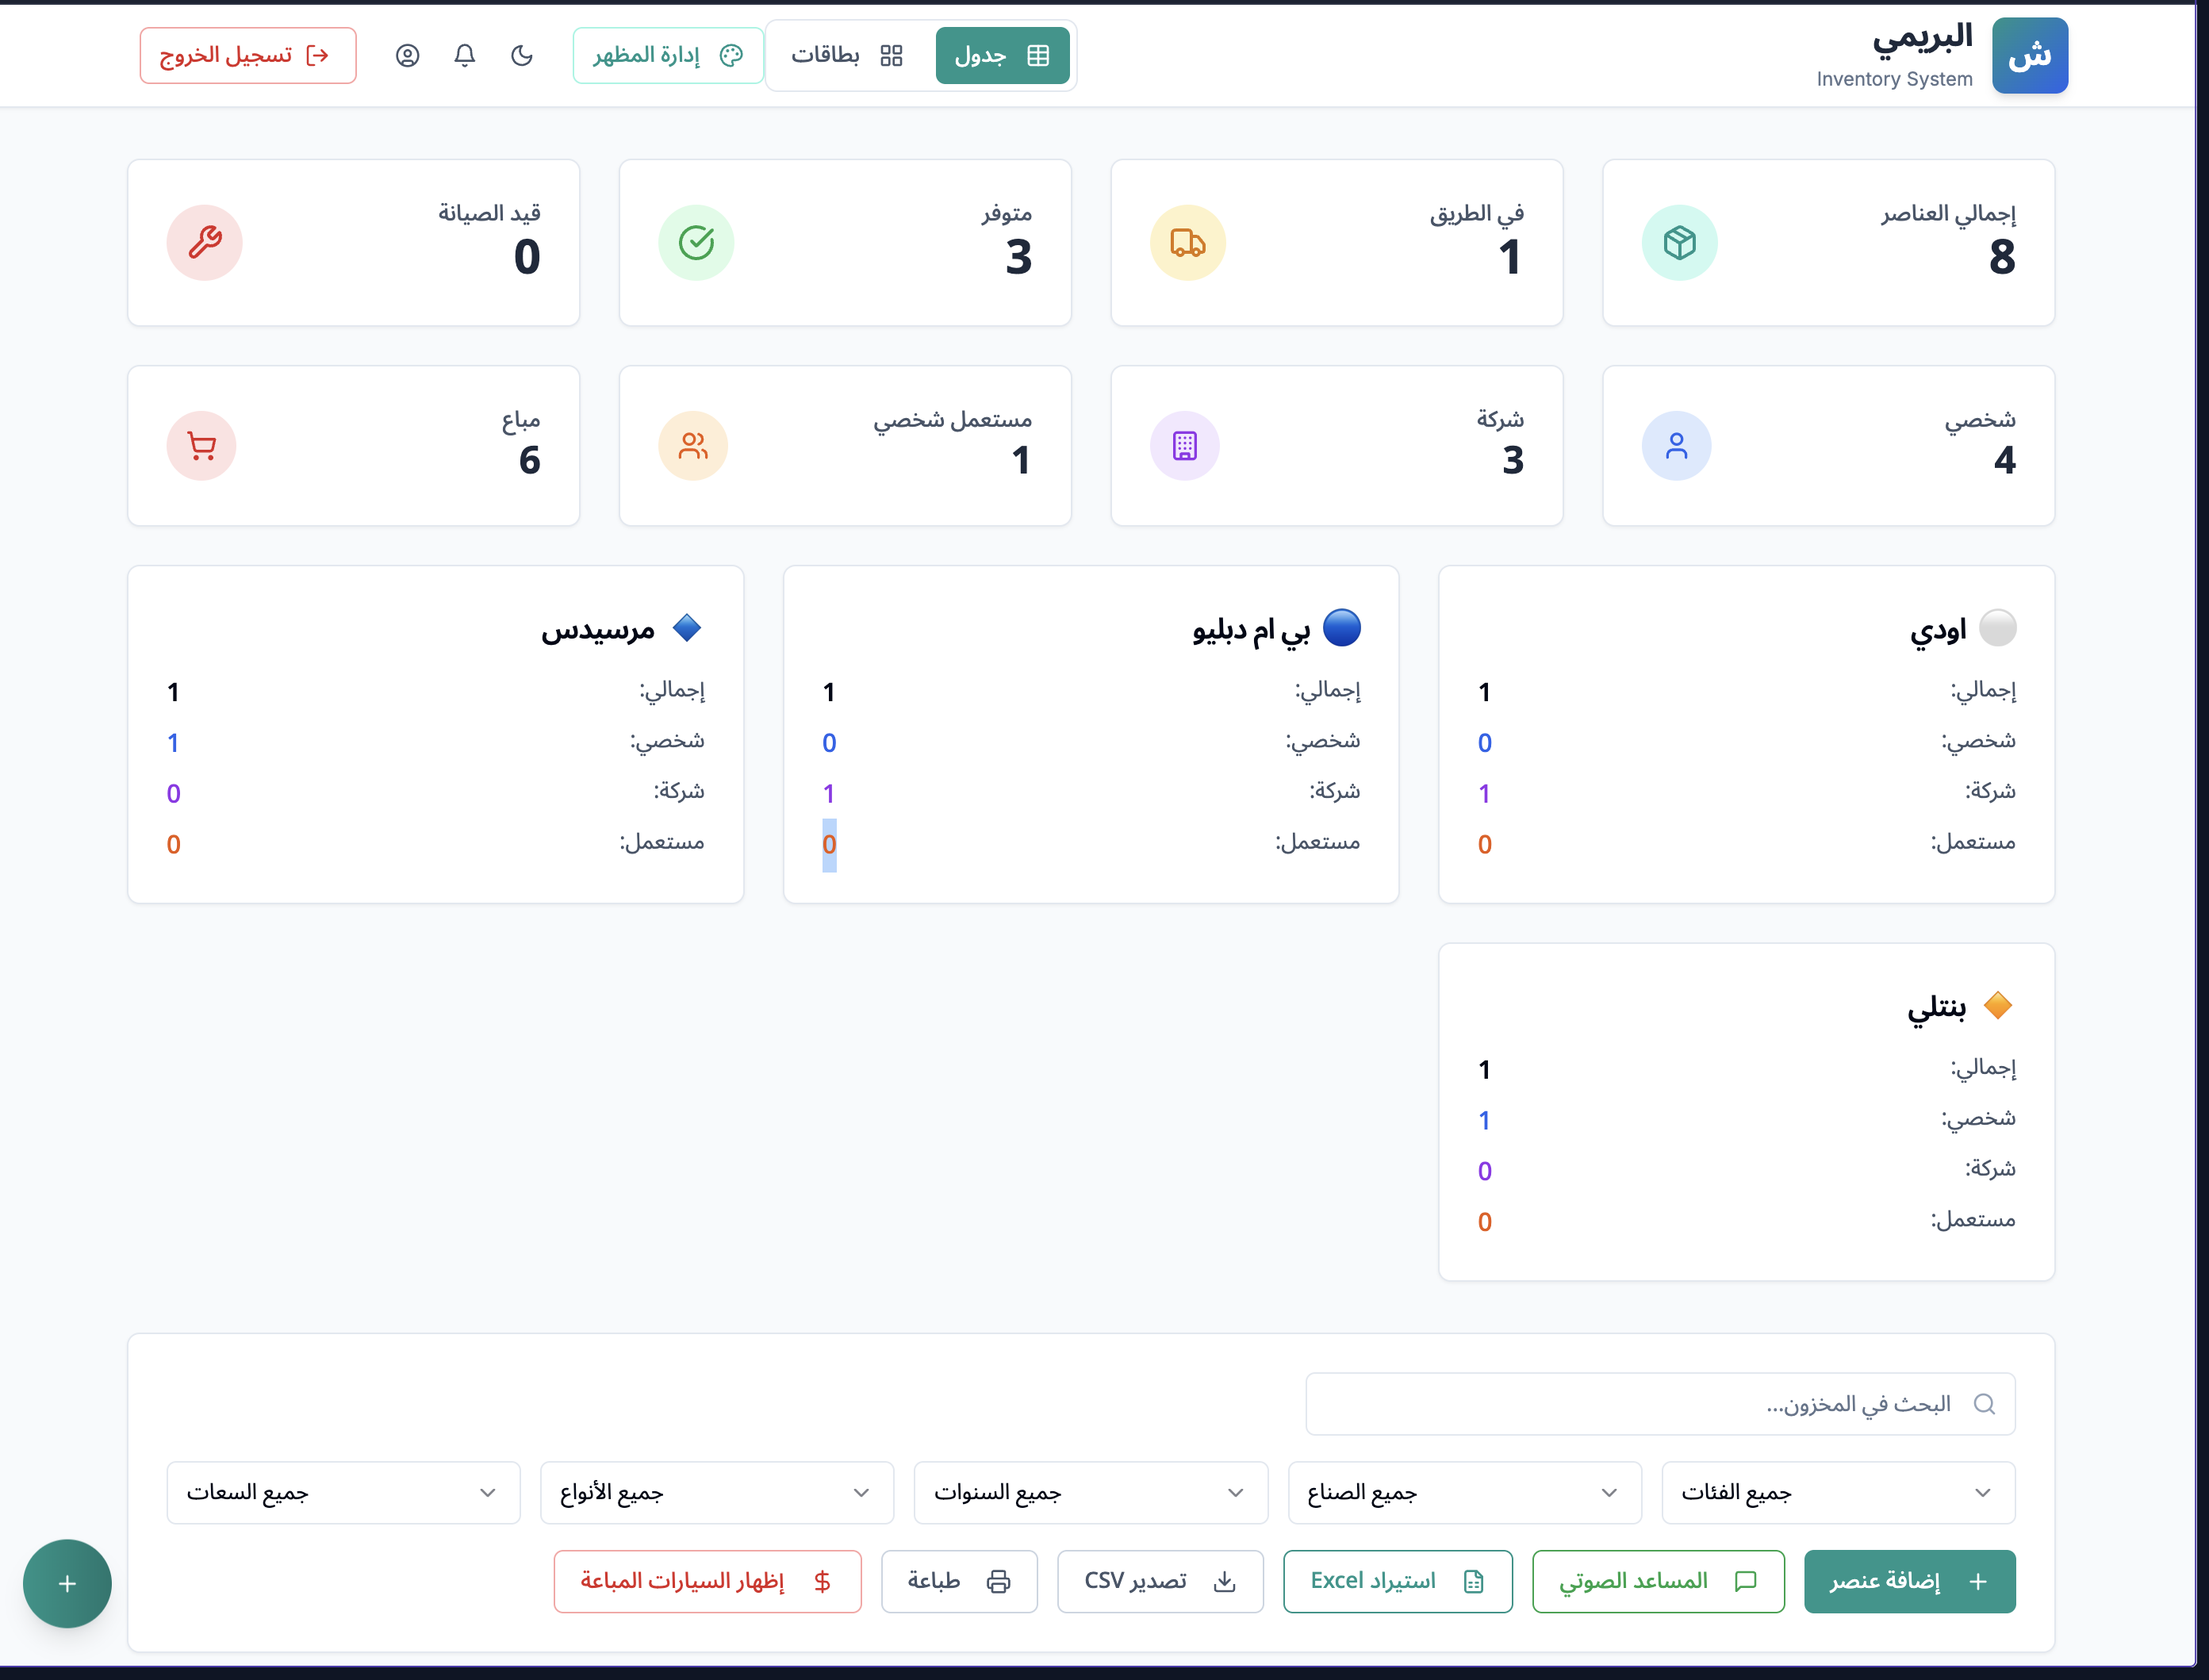 ش
البريمي
Inventory System
جدول
بطاقات
إدارة المظهر
تسجيل الخروج
إجمالي العناصر
8
في الطريق
1
متوفر
3
قيد الصيانة
0
شخصي
4
شركة
3
مستعمل شخصي
1
مباع
6
اودي
إجمالي: 1
شخصي: 0
شركة: 1
مستعمل: 0
بي ام دبليو
إجمالي: 1
شخصي: 0
شركة: 1
مستعمل: 0
مرسيدس
إجمالي: 1
شخصي: 1
شركة: 0
مستعمل: 0
بنتلي
إجمالي: 1
شخصي: 1
شركة: 0
مستعمل: 0
البحث في المخزون...
جميع الفئات
جميع الصناع
جميع السنوات
جميع الأنواع
جميع السعات
إضافة عنصر
المساعد الصوتي
استيراد Excel
تصدير CSV
طباعة
إظهار السيارات المباعة